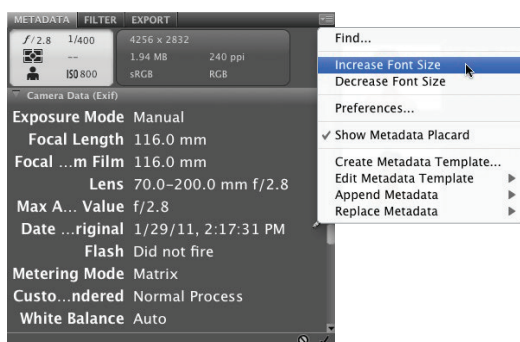 METADATA FILTER EXPORT
f/2.8 1/400
--
ISO 800
4256 x 2832
1.94 MB 240 ppi
sRGB RGB
Camera Data (Exif)
Exposure Mode Manual
Focal Length 116.0 mm
Focal ...m Film 116.0 mm
Lens 70.0-200.0 mm f/2.8
Max A... Value f/2.8
Date ...riginal 1/29/11, 2:17:31 PM
Flash Did not fire
Metering Mode Matrix
Custo...ndered Normal Process
White Balance Auto
Find...
Increase Font Size
Decrease Font Size
Preferences...
Show Metadata Placard
Create Metadata Template...
Edit Metadata Template
Append Metadata
Replace Metadata